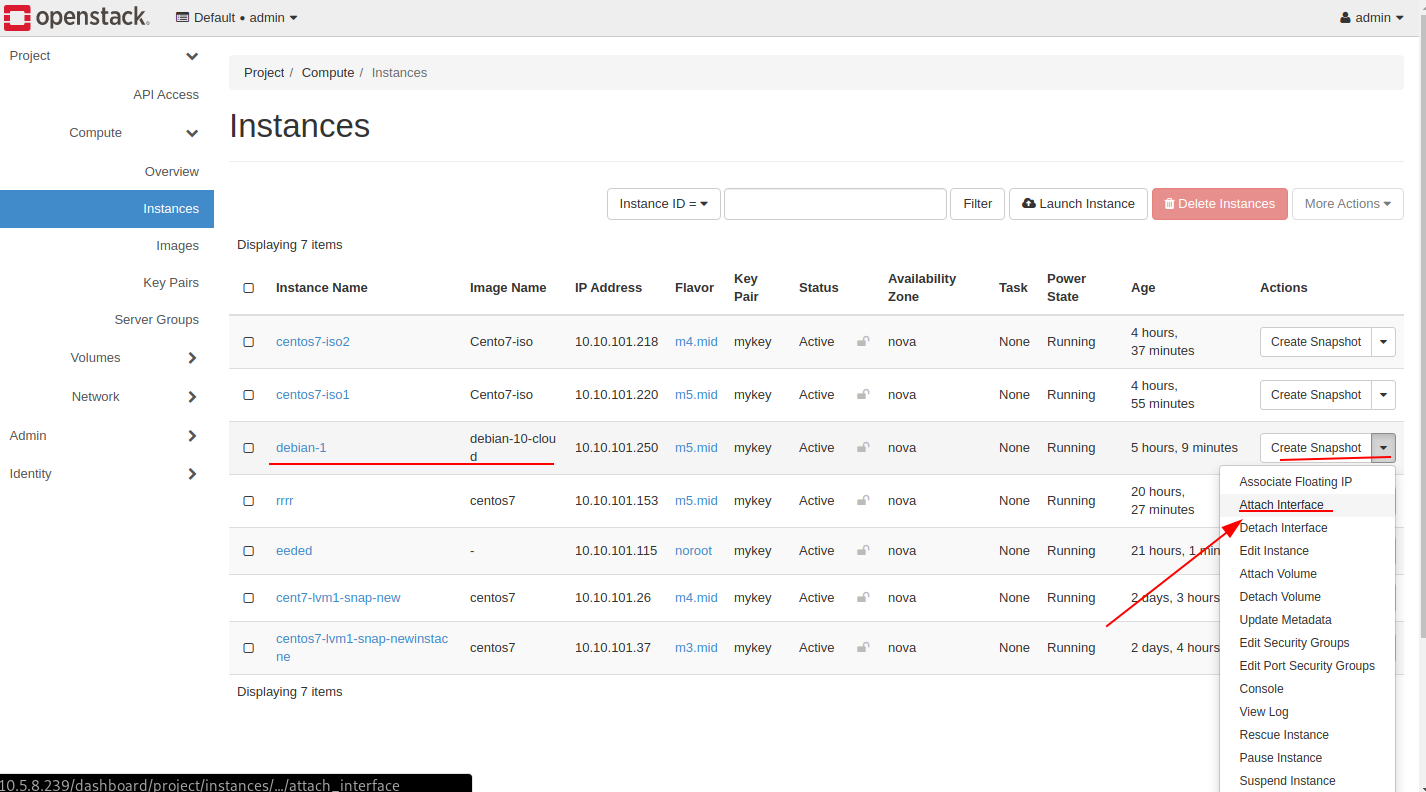 openstack. Default • admin admin
Project
API Access
Compute
Overview
Instances
Images
Key Pairs
Server Groups
Volumes
Network
Admin
Identity
Project / Compute / Instances
Instances
Instance ID = Filter Launch Instance Delete Instances More Actions
Displaying 7 items
Instance Name Image Name IP Address Flavor Key Pair Status Availability Zone Task Power State Age Actions
centos7-iso2 Cento7-iso 10.10.101.218 m4.mid mykey Active nova None Running 4 hours, 37 minutes Create Snapshot
centos7-iso1 Cento7-iso 10.10.101.220 m5.mid mykey Active nova None Running 4 hours, 55 minutes Create Snapshot
debian-1 debian-10-cloud 10.10.101.250 m5.mid mykey Active nova None Running 5 hours, 9 minutes Create Snapshot
rrrr centos7 10.10.101.153 m5.mid mykey Active nova None Running 20 hours, 27 minutes
eeded - 10.10.101.115 noroot mykey Active nova None Running 21 hours, 1 min
cent7-lvm1-snap-new centos7 10.10.101.26 m4.mid mykey Active nova None Running 2 days, 3 hours
centos7-lvm1-snap-newinstacne centos7 10.10.101.37 m3.mid mykey Active nova None Running 2 days, 4 hours
Displaying 7 items
Associate Floating IP
Attach Interface
Detach Interface
Edit Instance
Attach Volume
Detach Volume
Update Metadata
Edit Security Groups
Edit Port Security Groups
Console
View Log
Rescue Instance
Pause Instance
Suspend Instance
10.5.8.239/dashboard/project/instances/.../attach_interface